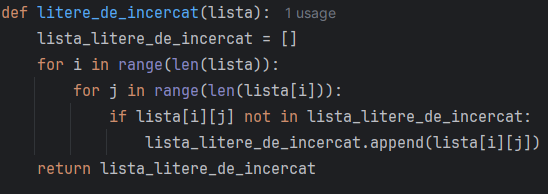 def litere_de_incercat(lista): 1 usage
    lista_litere_de_incercat = []
    for i in range(len(lista)):
        for j in range(len(lista[i])):
            if lista[i][j] not in lista_litere_de_incercat:
                lista_litere_de_incercat.append(lista[i][j])
    return lista_litere_de_incercat